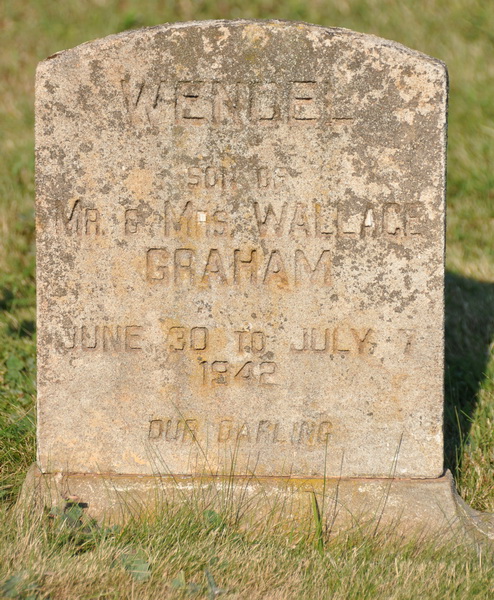 WENDEL
SON OF
MR. & MRS. WALLACE
GRAHAM
JUNE 30 TO JULY 7
1942
OUR DARLING